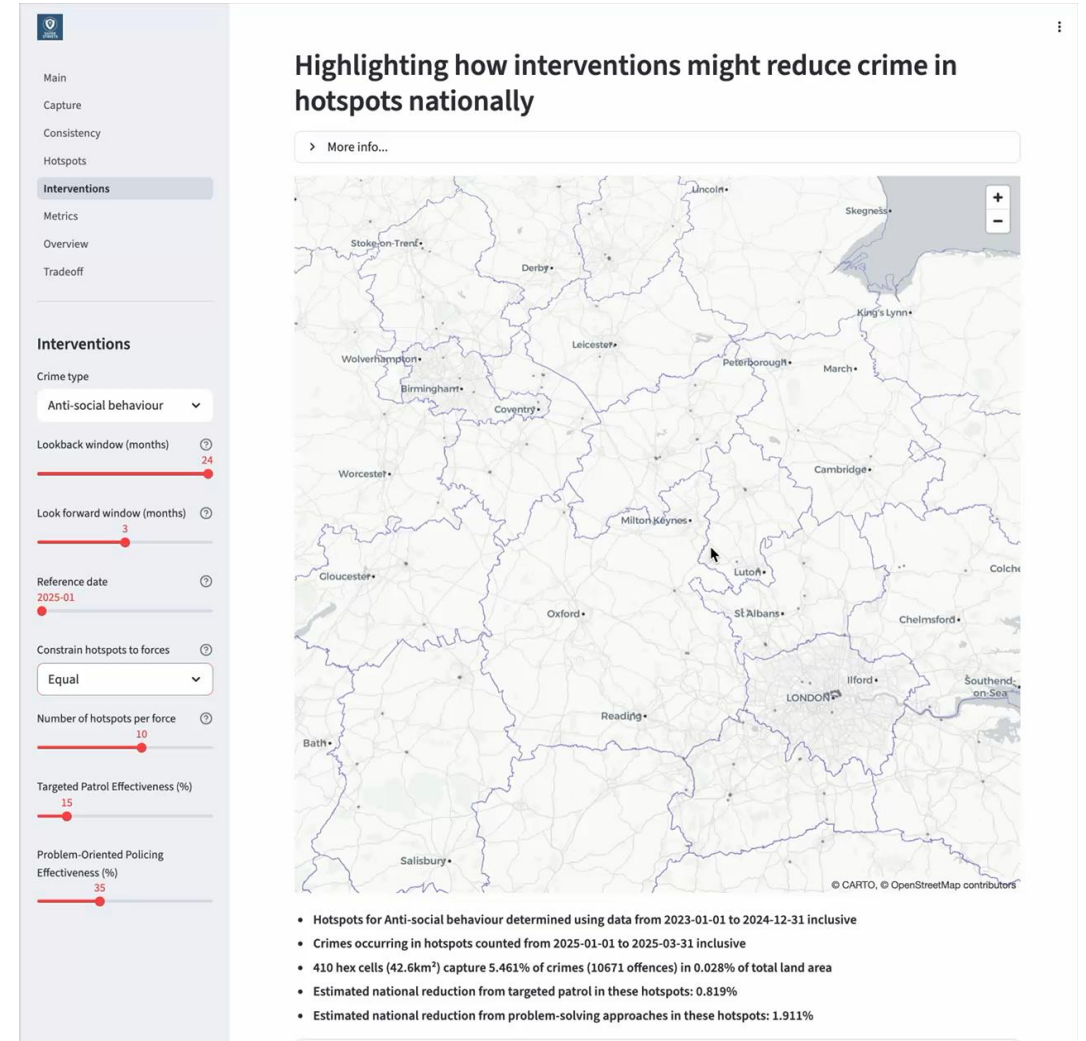 Main
Capture
Consistency
Hotspots
Interventions
Metrics
Overview
Tradeoff
Interventions
Crime type
Anti-social behaviour
Lookback window (months)
24
Look forward window (months)
3
Reference date
2025-01
Constrain hotspots to forces
Equal
Number of hotspots per force
10
Targeted Patrol Effectiveness (%)
15
Problem-Oriented Policing
Effectiveness (%)
35
Highlighting how interventions might reduce crime in
hotspots nationally
More info...
Lincoln
Skegness
Stoke-on-Trent
Derby
King's Lynn
Leicester
Wolverhampton
Peterborough
March
Birmingham
Coventry
Worcester
Cambridge
Milton Keynes
Gloucester
Luton
Colche
Oxford
St Albans
Chelmsford
Ilford
Southend-
on-Sea
LONDON
Reading
Bath
Salisbury
+
−
© CARTO, © OpenStreetMap contributors
• Hotspots for Anti-social behaviour determined using data from 2023-01-01 to 2024-12-31 inclusive
• Crimes occurring in hotspots counted from 2025-01-01 to 2025-03-31 inclusive
• 410 hex cells (42.6km²) capture 5.461% of crimes (10671 offences) in 0.028% of total land area
• Estimated national reduction from targeted patrol in these hotspots: 0.819%
• Estimated national reduction from problem-solving approaches in these hotspots: 1.911%